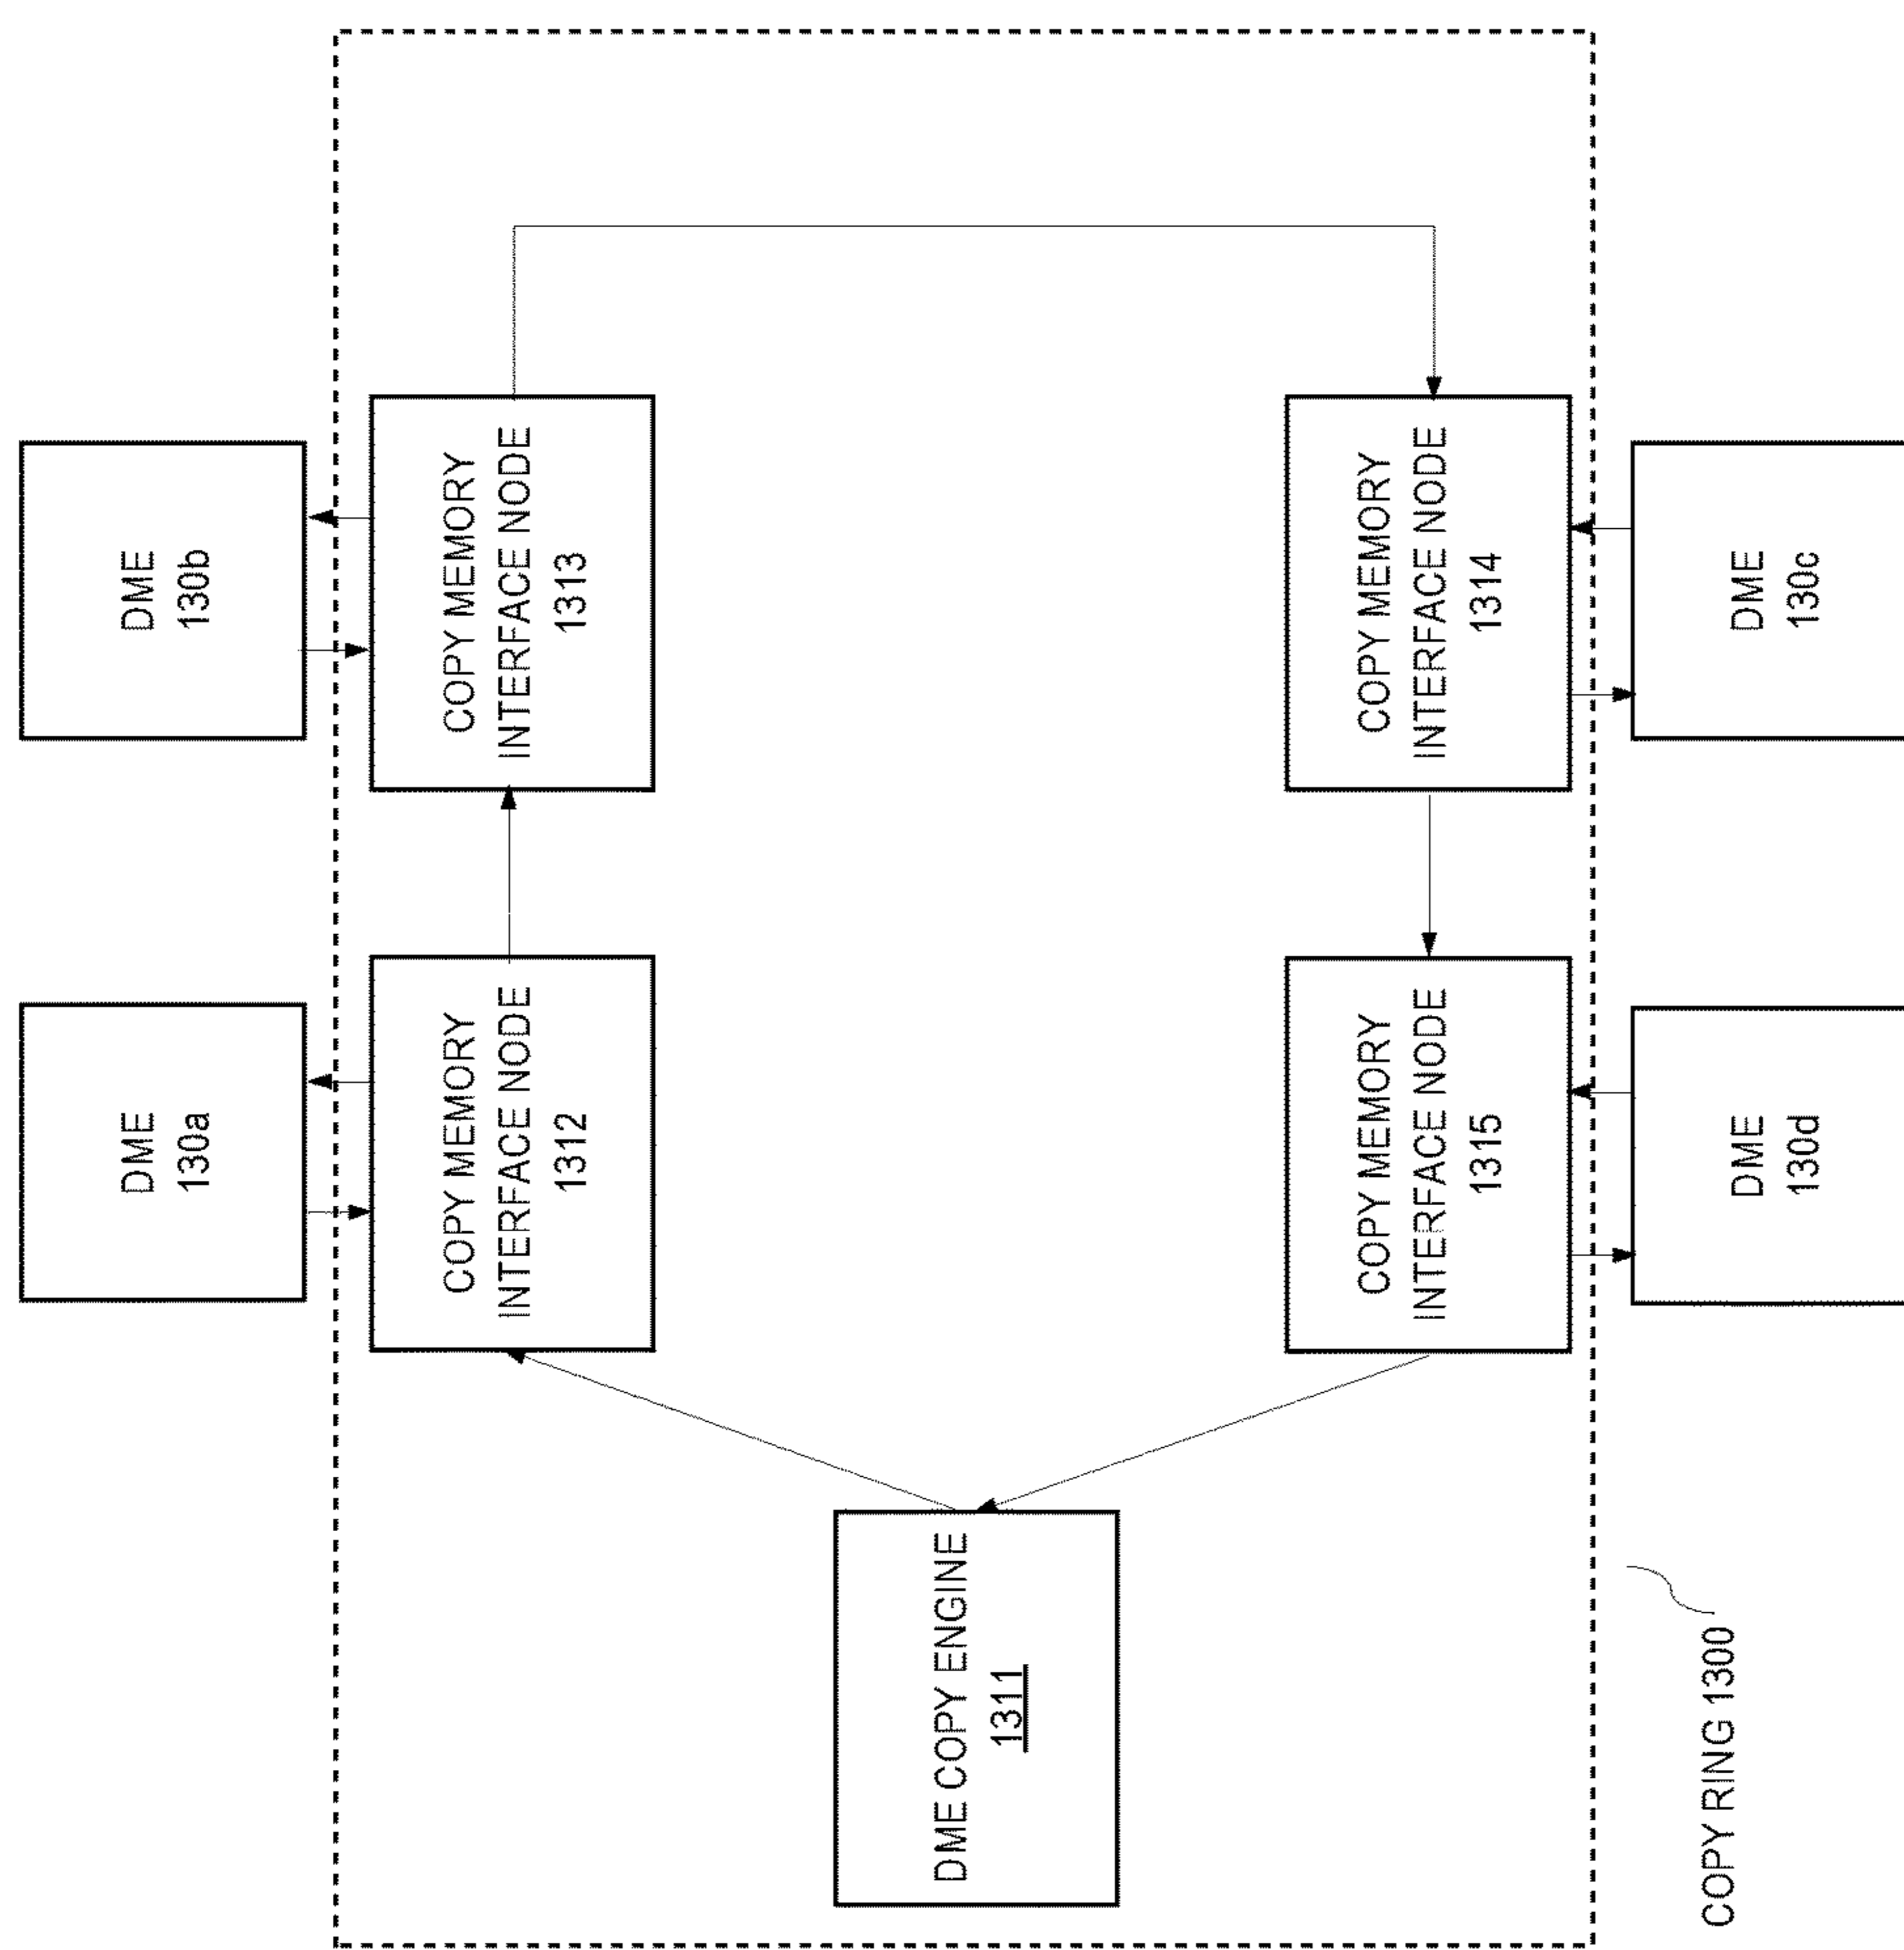 DME
130a
DME
130b
COPY MEMORY
INTERFACE NODE
1312
COPY MEMORY
INTERFACE NODE
1313
DME COPY ENGINE
1311
COPY MEMORY
INTERFACE NODE
1315
COPY MEMORY
INTERFACE NODE
1314
COPY RING 1300
DME
130d
DME
130c